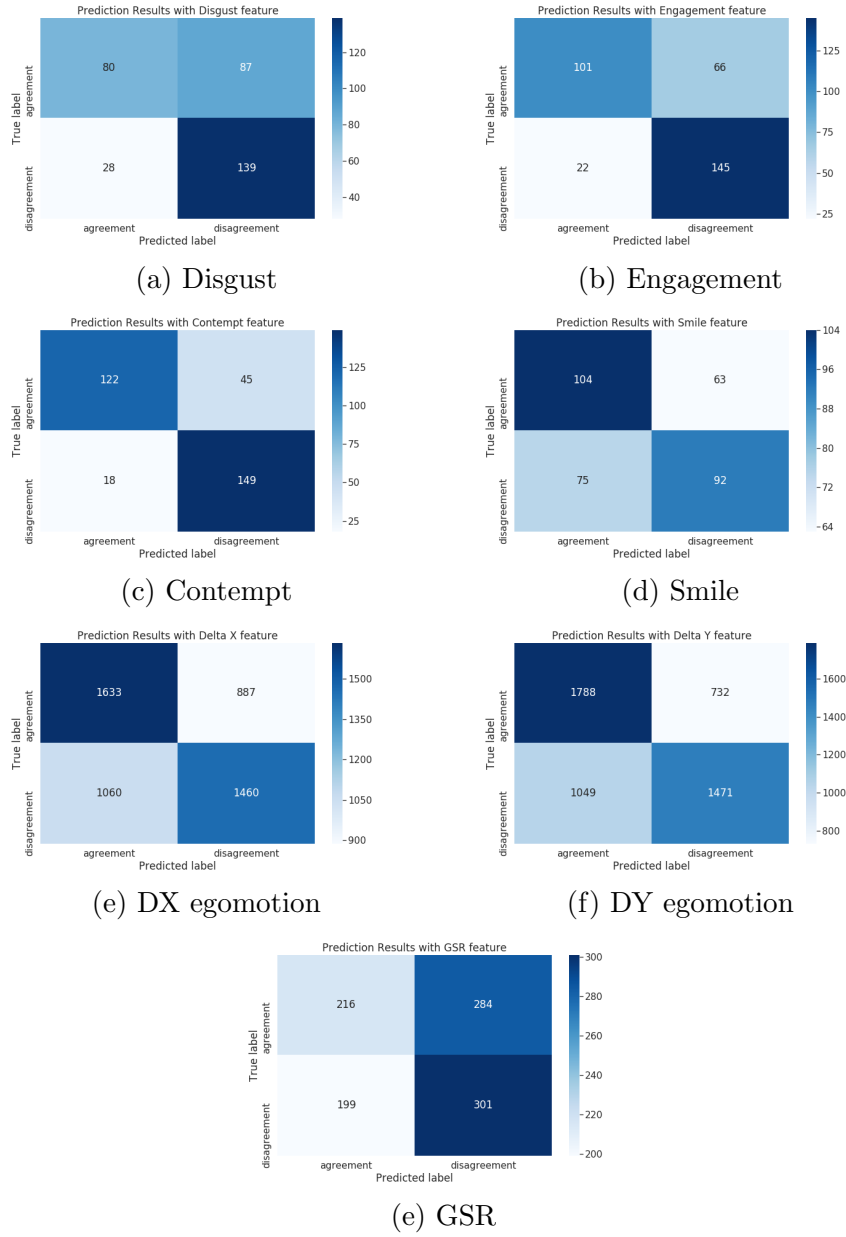 Prediction Results with Disgust feature
80
87
28
139
True label
agreement
disagreement
agreement
disagreement
Predicted label
120
100
80
60
40
(a) Disgust
Prediction Results with Engagement feature
101
66
22
145
True label
agreement
disagreement
agreement
disagreement
Predicted label
125
100
75
50
25
(b) Engagement
Prediction Results with Contempt feature
122
45
18
149
True label
agreement
disagreement
agreement
disagreement
Predicted label
125
100
75
50
25
(c) Contempt
Prediction Results with Smile feature
104
63
75
92
True label
agreement
disagreement
agreement
disagreement
Predicted label
104
96
88
80
72
64
(d) Smile
Prediction Results with Delta X feature
1633
887
1060
1460
True label
agreement
disagreement
agreement
disagreement
Predicted label
1500
1350
1200
1050
900
(e) DX egomotion
Prediction Results with Delta Y feature
1788
732
1049
1471
True label
agreement
disagreement
agreement
disagreement
Predicted label
1600
1400
1200
1000
800
(f) DY egomotion
Prediction Results with GSR feature
216
284
199
301
True label
agreement
disagreement
agreement
disagreement
Predicted label
300
280
260
240
220
200
(e) GSR